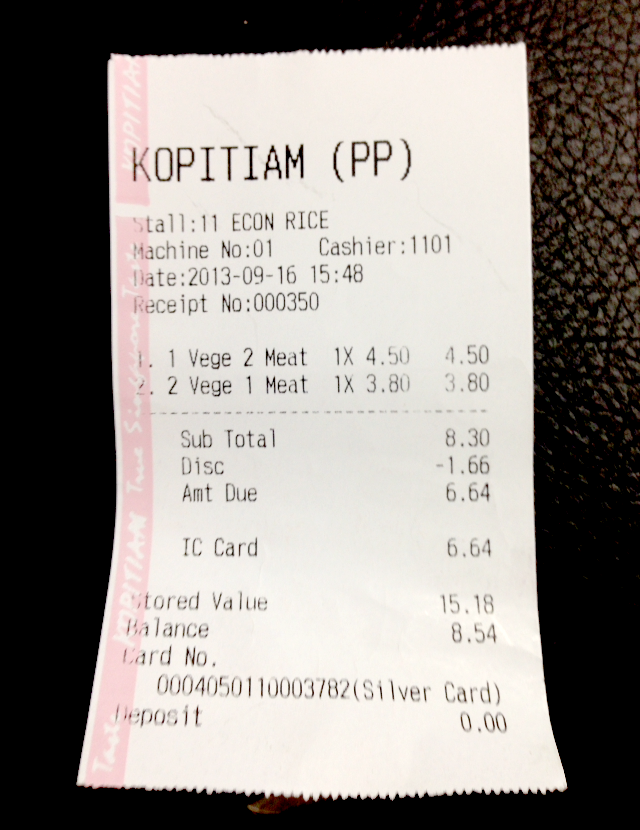 KOPITIAM (PP)
Stall:11 ECON RICE
Machine No:01 Cashier:1101
Date:2013-09-16 15:48
Receipt No:000350
1. 1 Vege 2 Meat 1X 4.50 4.50
2. 2 Vege 1 Meat 1X 3.80 3.80
Sub Total 8.30
Disc -1.66
Amt Due 6.64
IC Card 6.64
Stored Value 15.18
Balance 8.54
Card No.
0004050110003782(Silver Card)
Deposit 0.00
KOPITIAM
True Singapore Taste
KOPITIAM